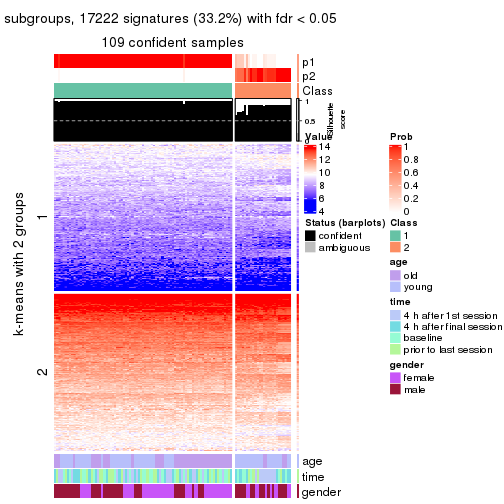 subgroups, 17222 signatures (33.2%) with fdr < 0.05
109 confident samples
p1
p2
Class
1
0.5
0
Silhouette
score
k-means with 2 groups
1
2
age
time
gender
Value
14
12
10
8
6
4
Prob
1
0.8
0.6
0.4
0.2
0
Status (barplots)
confident
ambiguous
Class
1
2
age
old
young
time
4 h after 1st session
4 h after final session
baseline
prior to last session
gender
female
male